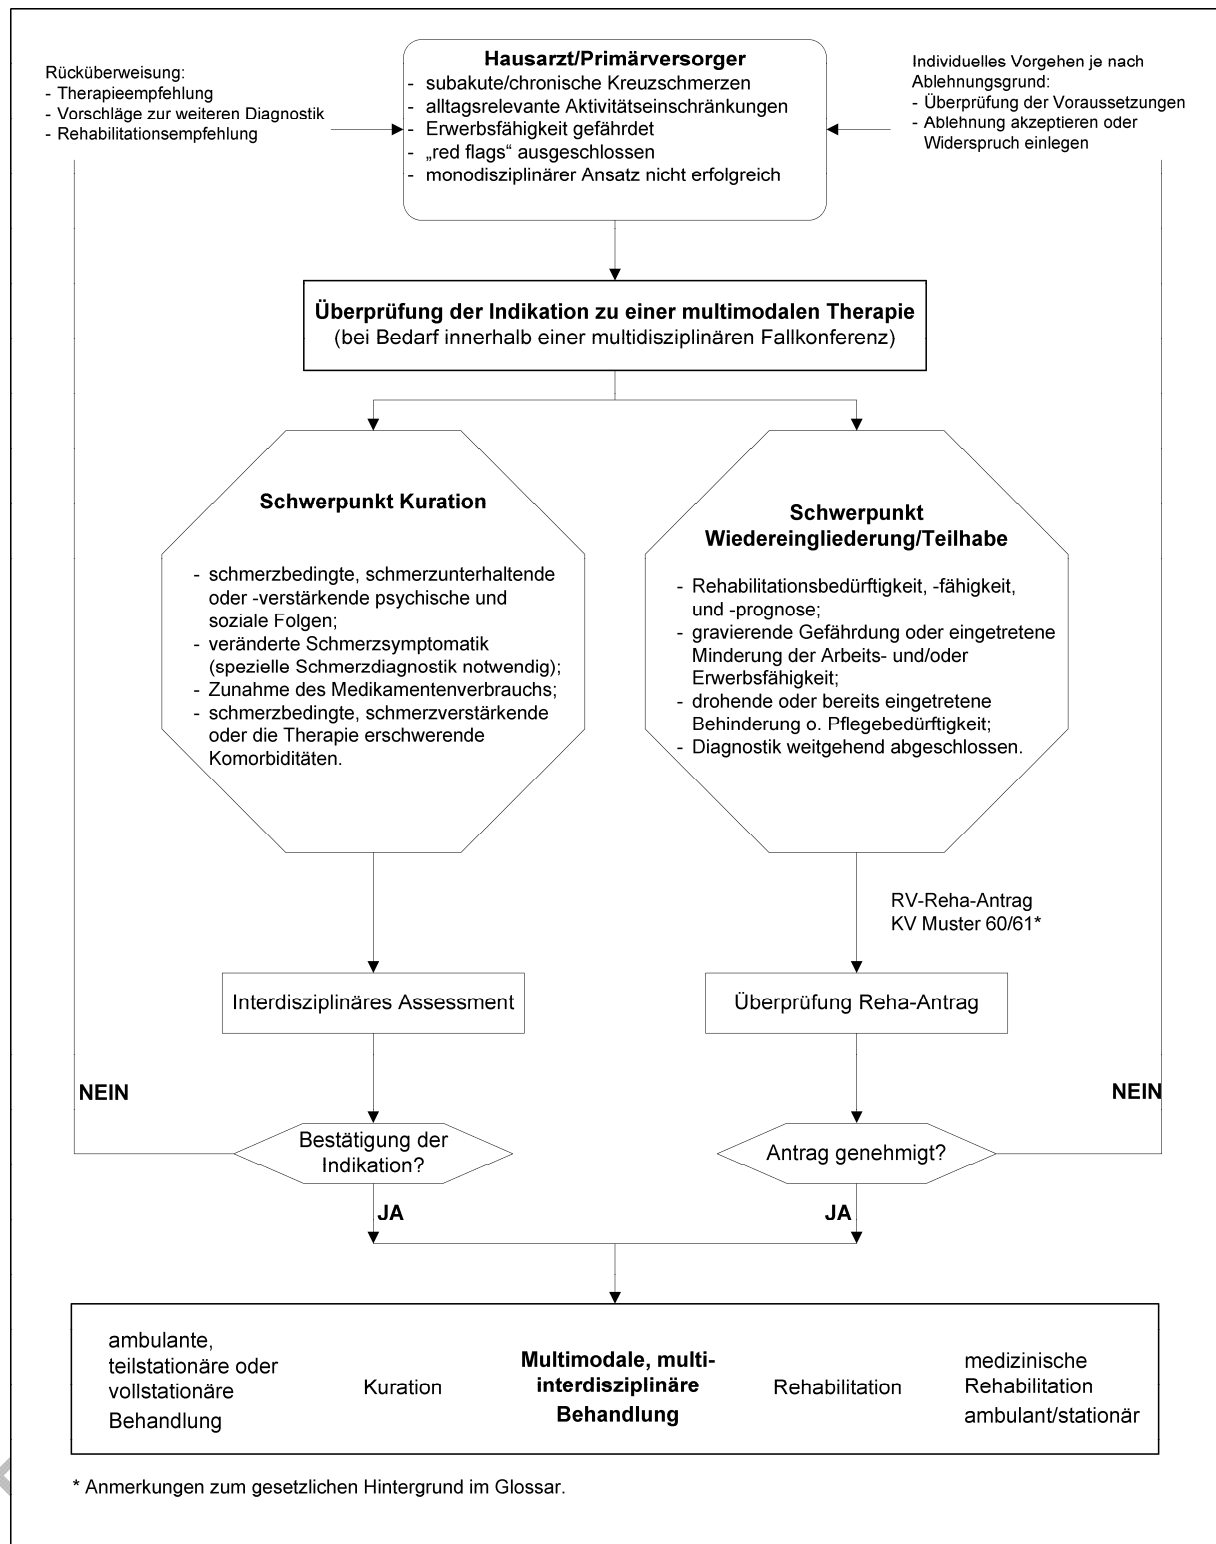 Hausarzt/Primärversorger
- subakute/chronische Kreuzschmerzen
- alltagsrelevante Aktivitätseinschränkungen
- Erwerbsfähigkeit gefährdet
- „red flags“ ausgeschlossen
- monodisziplinärer Ansatz nicht erfolgreich
Rücküberweisung:
- Therapieempfehlung
- Vorschläge zur weiteren Diagnostik
- Rehabilitationsempfehlung
Individuelles Vorgehen je nach
Ablehnungsgrund:
- Überprüfung der Voraussetzungen
- Ablehnung akzeptieren oder
Widerspruch einlegen
Überprüfung der Indikation zu einer multimodalen Therapie
(bei Bedarf innerhalb einer multidisziplinären Fallkonferenz)
Schwerpunkt Kuration
- schmerzbedingte, schmerzunterhaltende
oder -verstärkende psychische und
soziale Folgen;
- veränderte Schmerzsymptomatik
(spezielle Schmerzdiagnostik notwendig);
- Zunahme des Medikamentenverbrauchs;
- schmerzbedingte, schmerzverstärkende
oder die Therapie erschwerende
Komorbiditäten.
Schwerpunkt
Wiedereingliederung/Teilhabe
- Rehabilitationsbedürftigkeit, -fähigkeit,
und -prognose;
- gravierende Gefährdung oder eingetretene
Minderung der Arbeits- und/oder
Erwerbsfähigkeit;
- drohende oder bereits eingetretene
Behinderung o. Pflegebedürftigkeit;
- Diagnostik weitgehend abgeschlossen.
RV-Reha-Antrag
KV Muster 60/61*
Interdisziplinäres Assessment
Überprüfung Reha-Antrag
NEIN
NEIN
Bestätigung der
Indikation?
Antrag genehmigt?
JA
JA
ambulante,
teilstationäre oder
vollstationäre
Behandlung
Kuration
Multimodale, multi-
interdisziplinäre
Behandlung
Rehabilitation
medizinische
Rehabilitation
ambulant/stationär
* Anmerkungen zum gesetzlichen Hintergrund im Glossar.